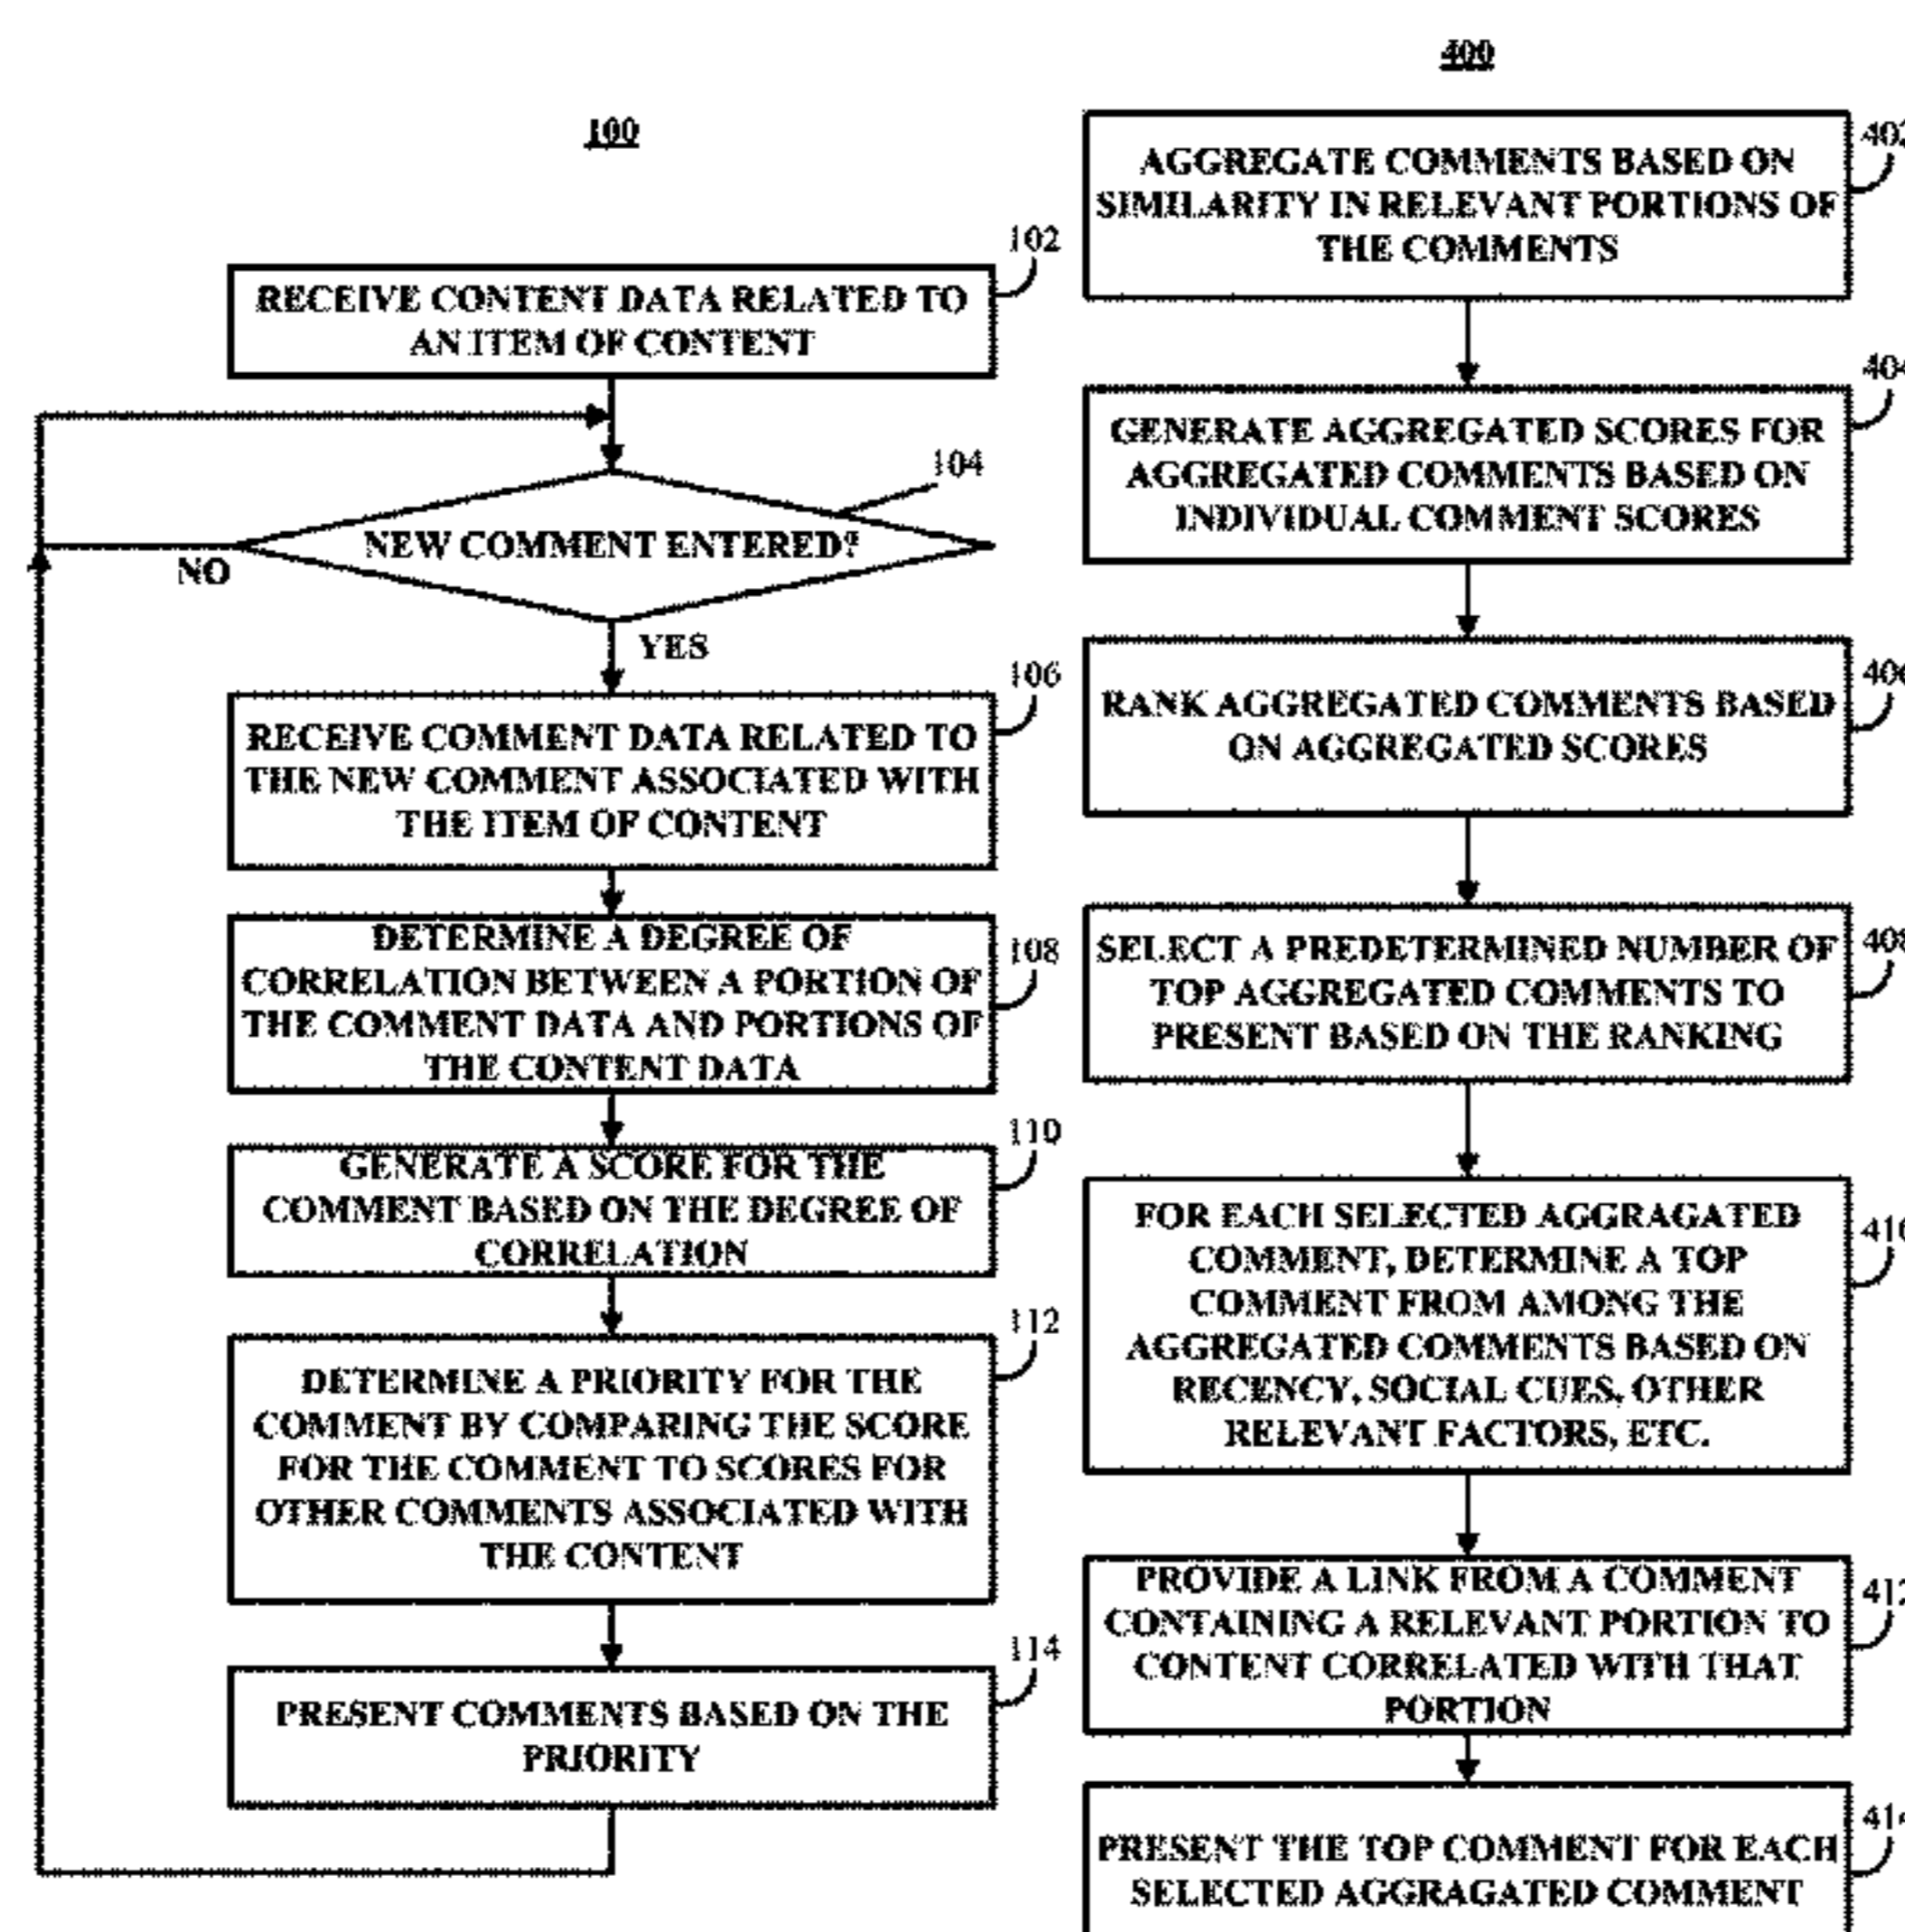 100
102
RECEIVE CONTENT DATA RELATED TO
AN ITEM OF CONTENT
104
NEW COMMENT ENTERED?
NO
YES
106
RECEIVE COMMENT DATA RELATED TO
THE NEW COMMENT ASSOCIATED WITH
THE ITEM OF CONTENT
108
DETERMINE A DEGREE OF
CORRELATION BETWEEN A PORTION OF
THE COMMENT DATA AND PORTIONS OF
THE CONTENT DATA
110
GENERATE A SCORE FOR THE
COMMENT BASED ON THE DEGREE OF
CORRELATION
112
DETERMINE A PRIORITY FOR THE
COMMENT BY COMPARING THE SCORE
FOR THE COMMENT TO SCORES FOR
OTHER COMMENTS ASSOCIATED WITH
THE CONTENT
114
PRESENT COMMENTS BASED ON THE
PRIORITY
400
402
AGGREGATE COMMENTS BASED ON
SIMILARITY IN RELEVANT PORTIONS OF
THE COMMENTS
404
GENERATE AGGREGATED SCORES FOR
AGGREGATED COMMENTS BASED ON
INDIVIDUAL COMMENT SCORES
406
RANK AGGREGATED COMMENTS BASED
ON AGGREGATED SCORES
408
SELECT A PREDETERMINED NUMBER OF
TOP AGGREGATED COMMENTS TO
PRESENT BASED ON THE RANKING
410
FOR EACH SELECTED AGGRAGATED
COMMENT, DETERMINE A TOP
COMMENT FROM AMONG THE
AGGREGATED COMMENTS BASED ON
RECENCY, SOCIAL CUES, OTHER
RELEVANT FACTORS, ETC.
412
PROVIDE A LINK FROM A COMMENT
CONTAINING A RELEVANT PORTION TO
CONTENT CORRELATED WITH THAT
PORTION
414
PRESENT THE TOP COMMENT FOR EACH
SELECTED AGGRAGATED COMMENT